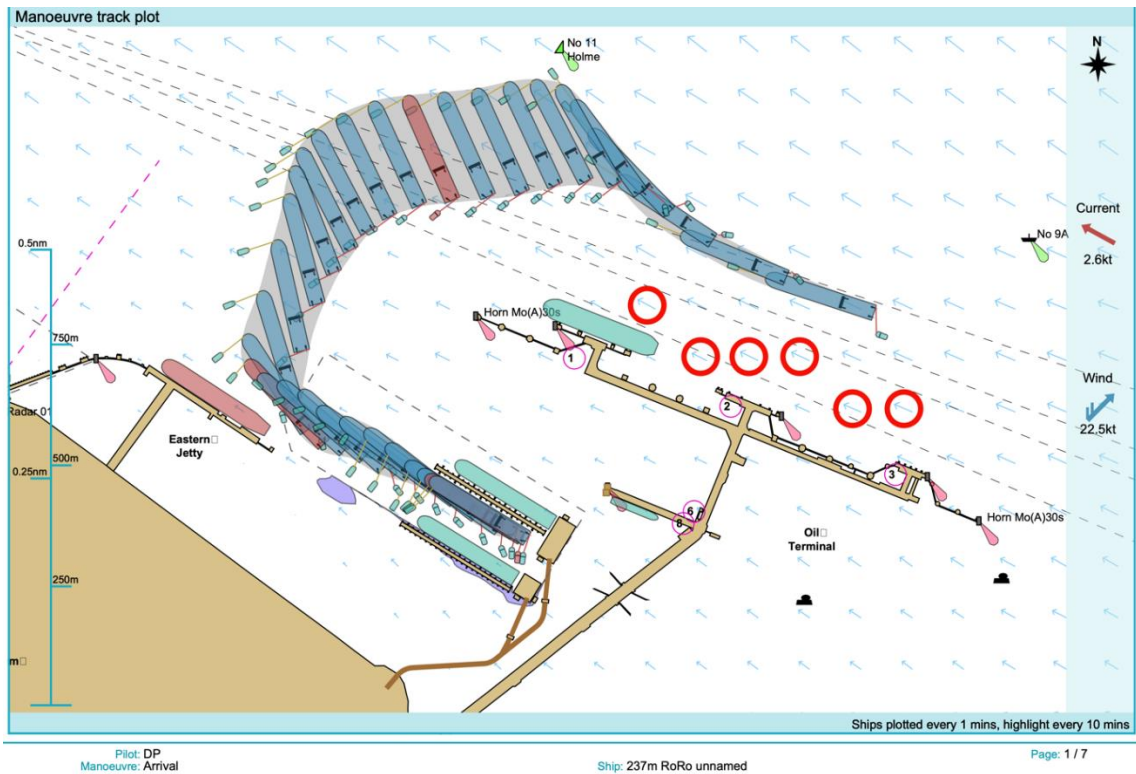 Manoeuvre track plot
No 11
Holme
N
Current
No 9A
2.6kt
0.5nm
Horn Mo(A)30s
750m
1
Wind
2
22.5kt
Radar 01
Eastern
Jetty
500m
0.25nm
3
6
8
Horn Mo(A)30s
Oil
Terminal
250m
m
Ships plotted every 1 mins, highlight every 10 mins
Pilot: DP
Manoeuvre: Arrival
Ship: 237m RoRo unnamed
Page: 1 / 7